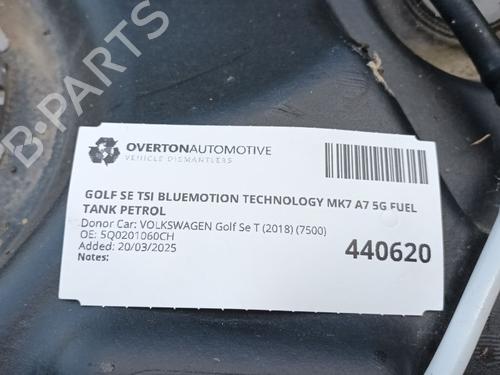 B-PARTS
OVERTONAUTOMOTIVE
VEHICLE DISMANTLERS
GOLF SE TSI BLUEMOTION TECHNOLOGY MK7 A7 5G FUEL
TANK PETROL
Donor Car: VOLKSWAGEN Golf Se T (2018) (7500)
OE: 5Q0201060CH
Added: 20/03/2025
Notes:
440620